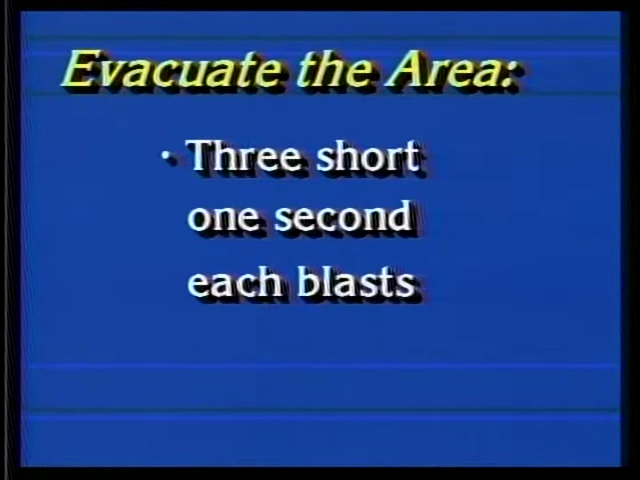 Evacuate the Area:
• Three short
one second
each blasts